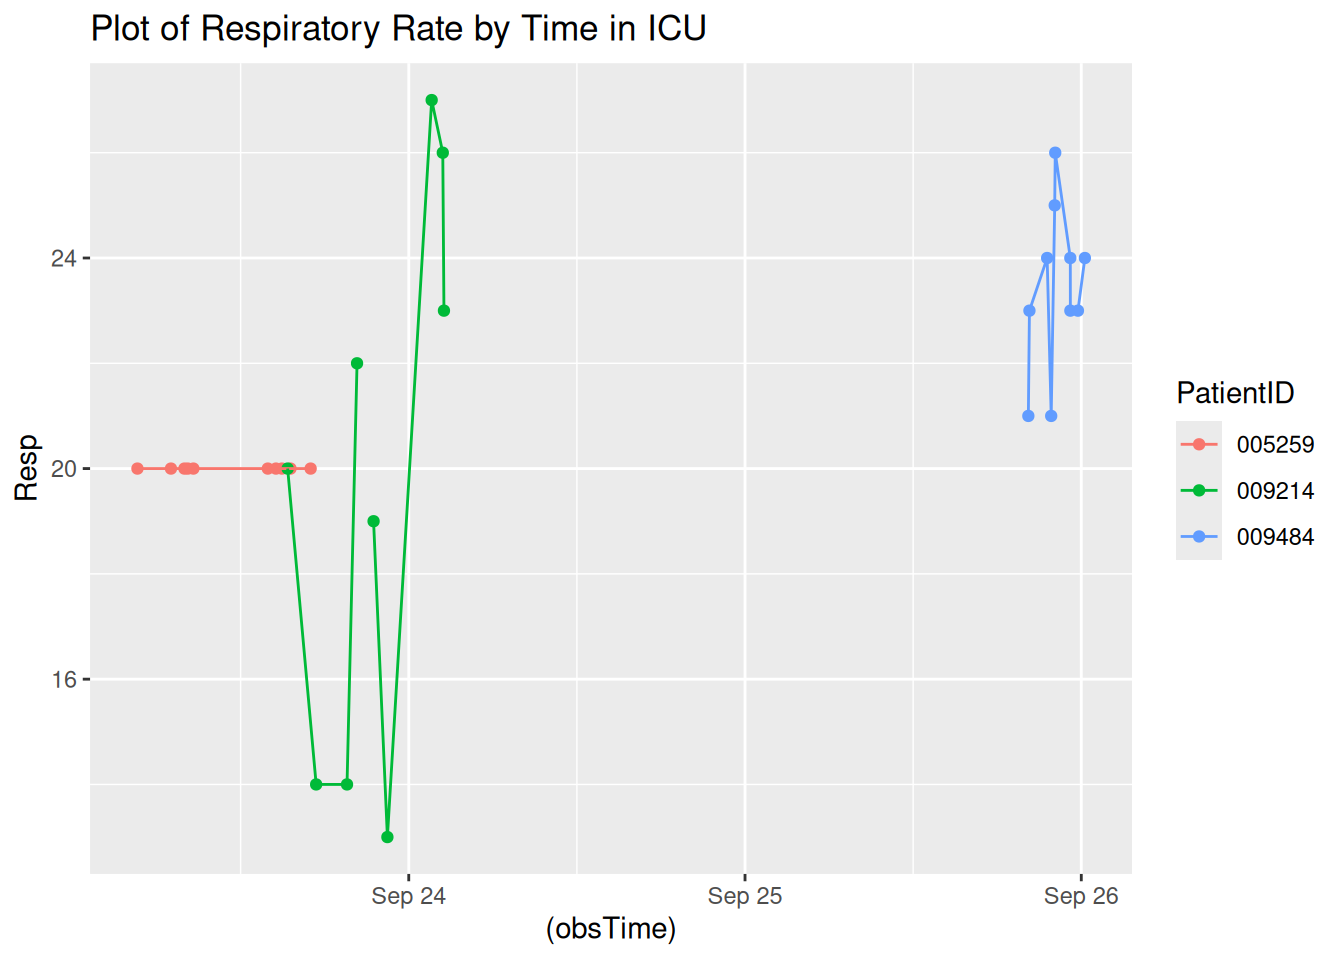 Plot of Respiratory Rate by Time in ICU
24
20
16
Resp
Sep 24
Sep 25
Sep 26
(obsTime)
PatientID
005259
009214
009484